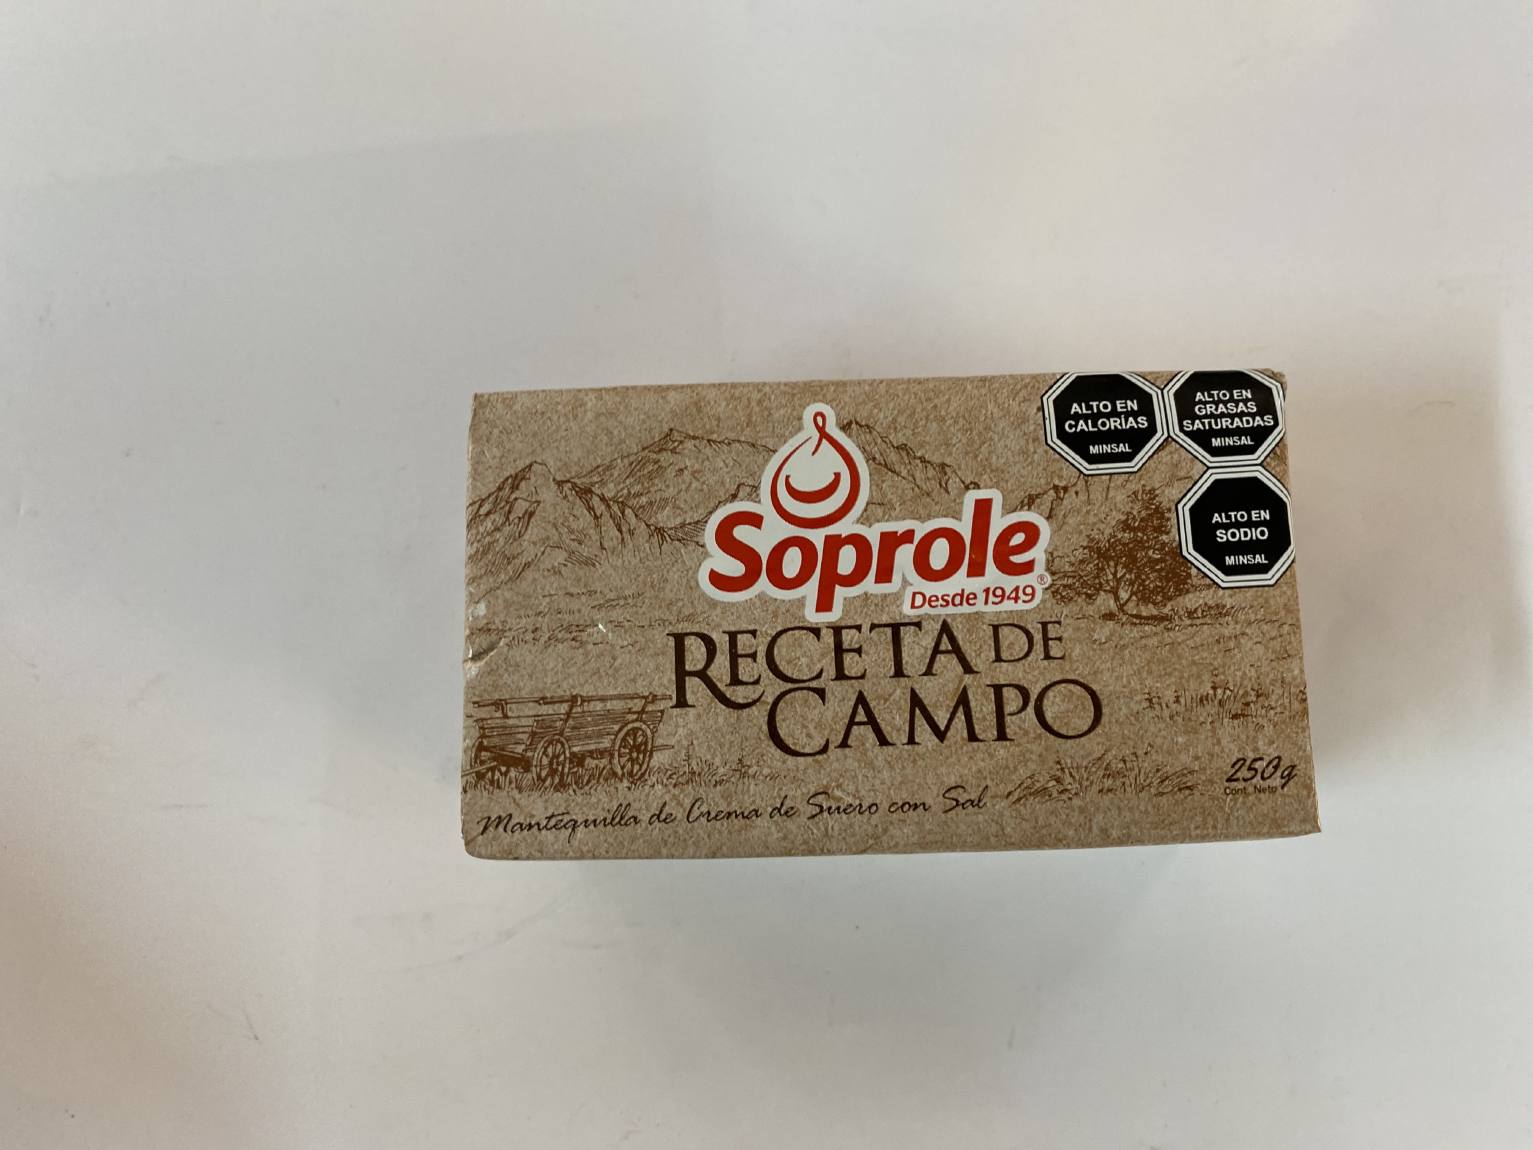 ALTO EN
CALORÍAS
MINSAL
ALTO EN
GRASAS
SATURADAS
MINSAL
ALTO EN
SODIO
MINSAL
Soprole
Desde 1949®
RECETA DE
CAMPO
250g
Cont. Neto
Mantequilla de Crema de Suero con Sal